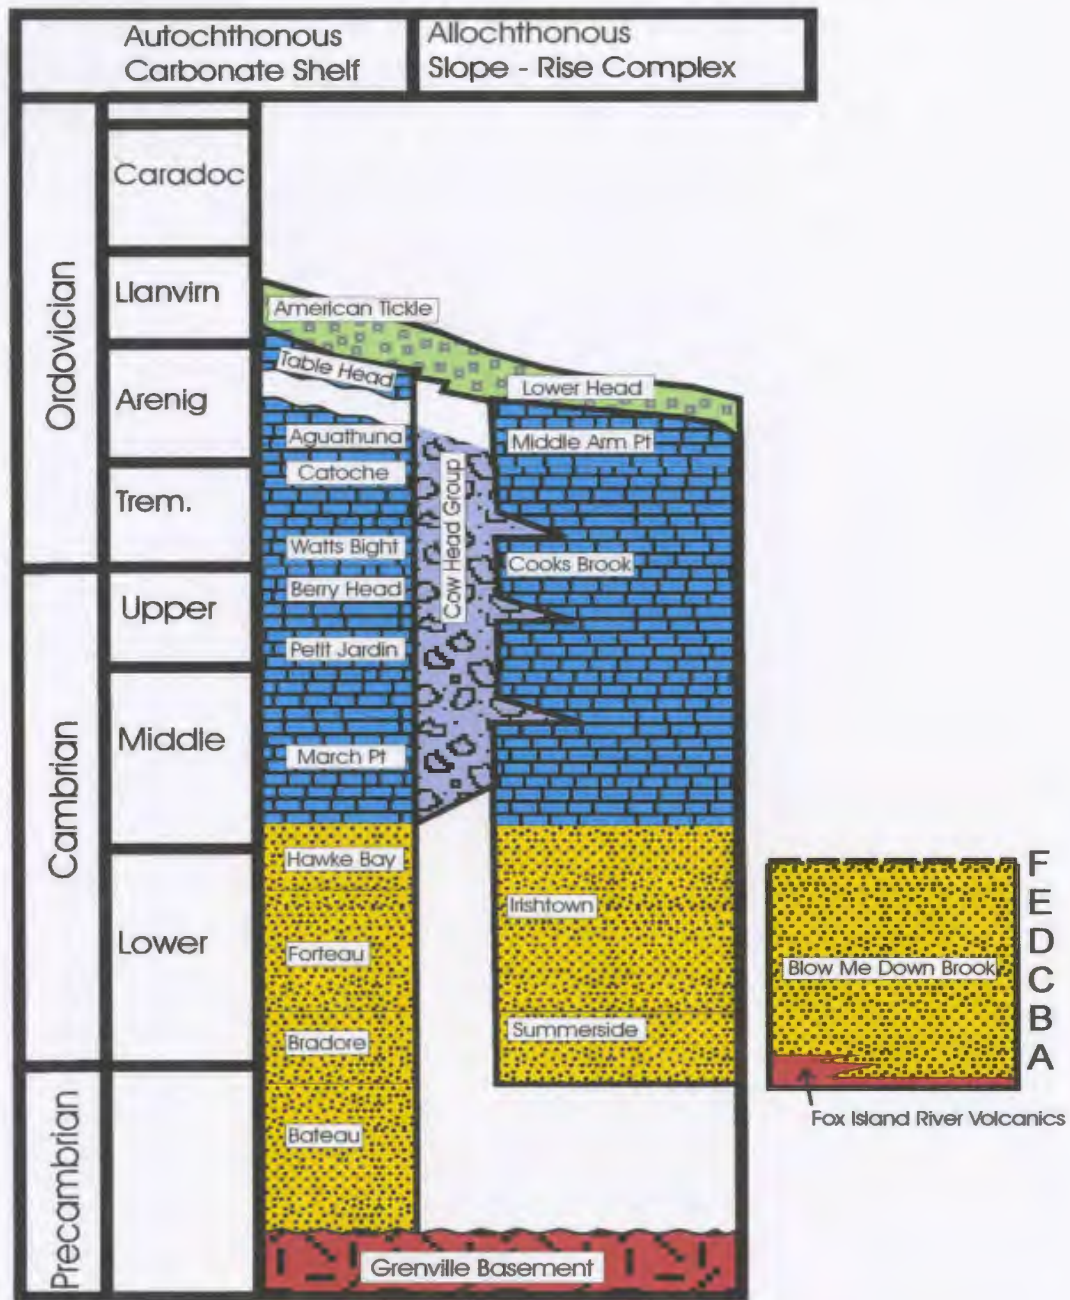 Autochthonous
Carbonate Shelf
Allochthonous
Slope - Rise Complex
Ordovician
Caradoc
Llanvirn
Arenig
Trem.
Cambrian
Upper
Middle
Lower
Precambrian
American Tickle
Table Head
Aguathuna
Catoche
Watts Bight
Berry Head
Petit Jardin
March Pt
Hawke Bay
Forteau
Bradore
Bateau
Cow Head Group
Lower Head
Middle Arm Pt
Cooks Brook
Irishtown
Summerside
Grenville Basement
Blow Me Down Brook
F
E
D
C
B
A
Fox Island River Volcanics